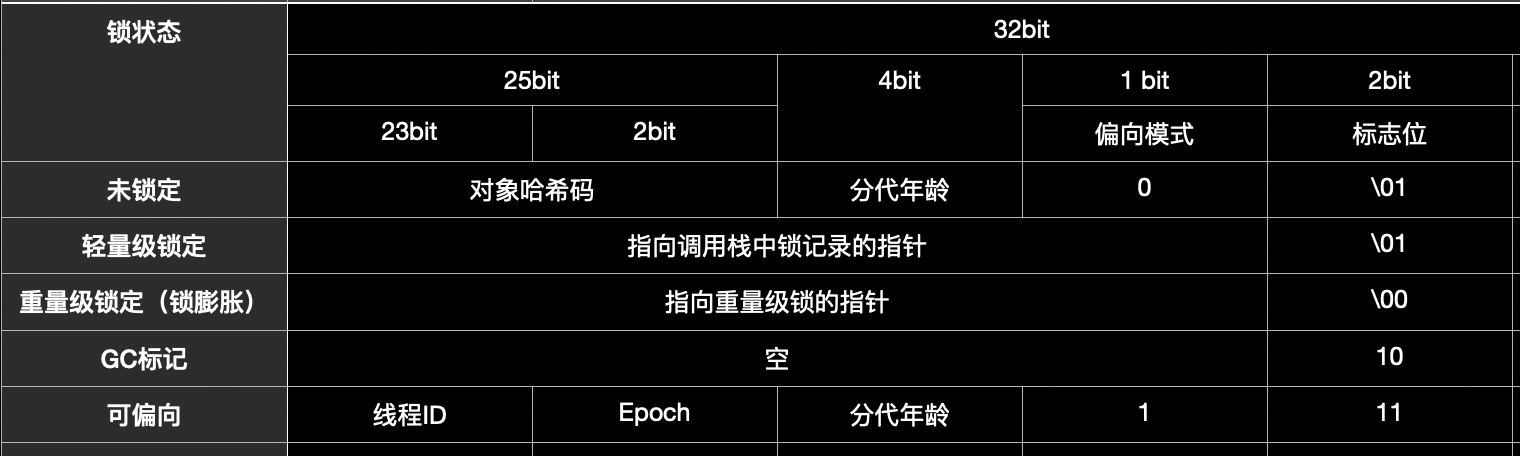 锁状态 32bit
25bit 4bit 1 bit 2bit
23bit 2bit 偏向模式 标志位
未锁定 对象哈希码 分代年龄 0 \01
轻量级锁定 指向调用栈中锁记录的指针 \01
重量级锁定（锁膨胀） 指向重量级锁的指针 \00
GC标记 空 10
可偏向 线程ID Epoch 分代年龄 1 11